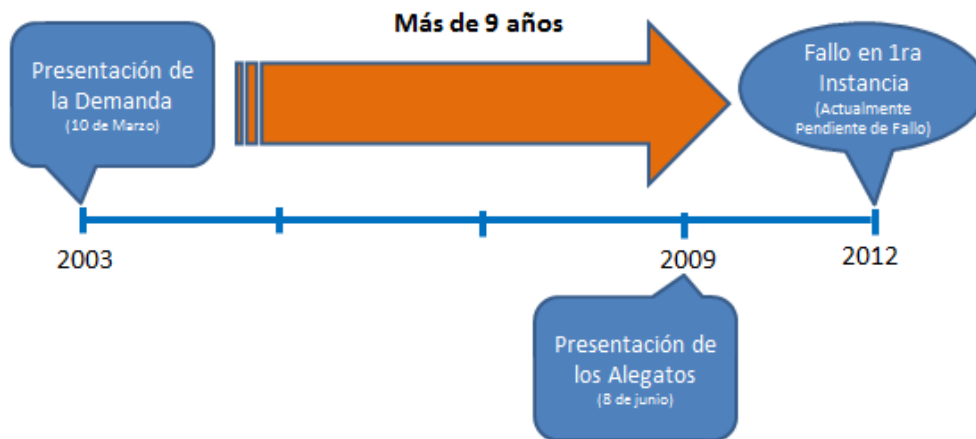 Más de 9 años
Presentación de
la Demanda
(10 de Marzo)
Fallo en 1ra
Instancia
(Actualmente
Pendiente de Fallo)
2003
2009
2012
Presentación de
los Alegatos
(8 de junio)